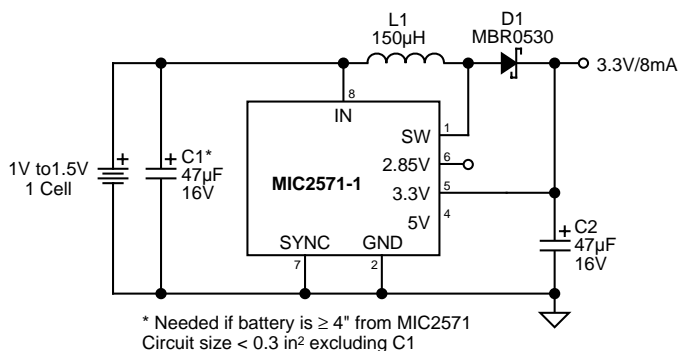 L1
150µH
D1
MBR0530
3.3V/8mA
8
IN
1
SW
C1*
47µF
16V
1V to1.5V
1 Cell
MIC2571-1
2.85V
6
3.3V
5
5V
4
C2
47µF
16V
SYNC
GND
7
2
* Needed if battery is ≥ 4" from MIC2571
Circuit size < 0.3 in² excluding C1